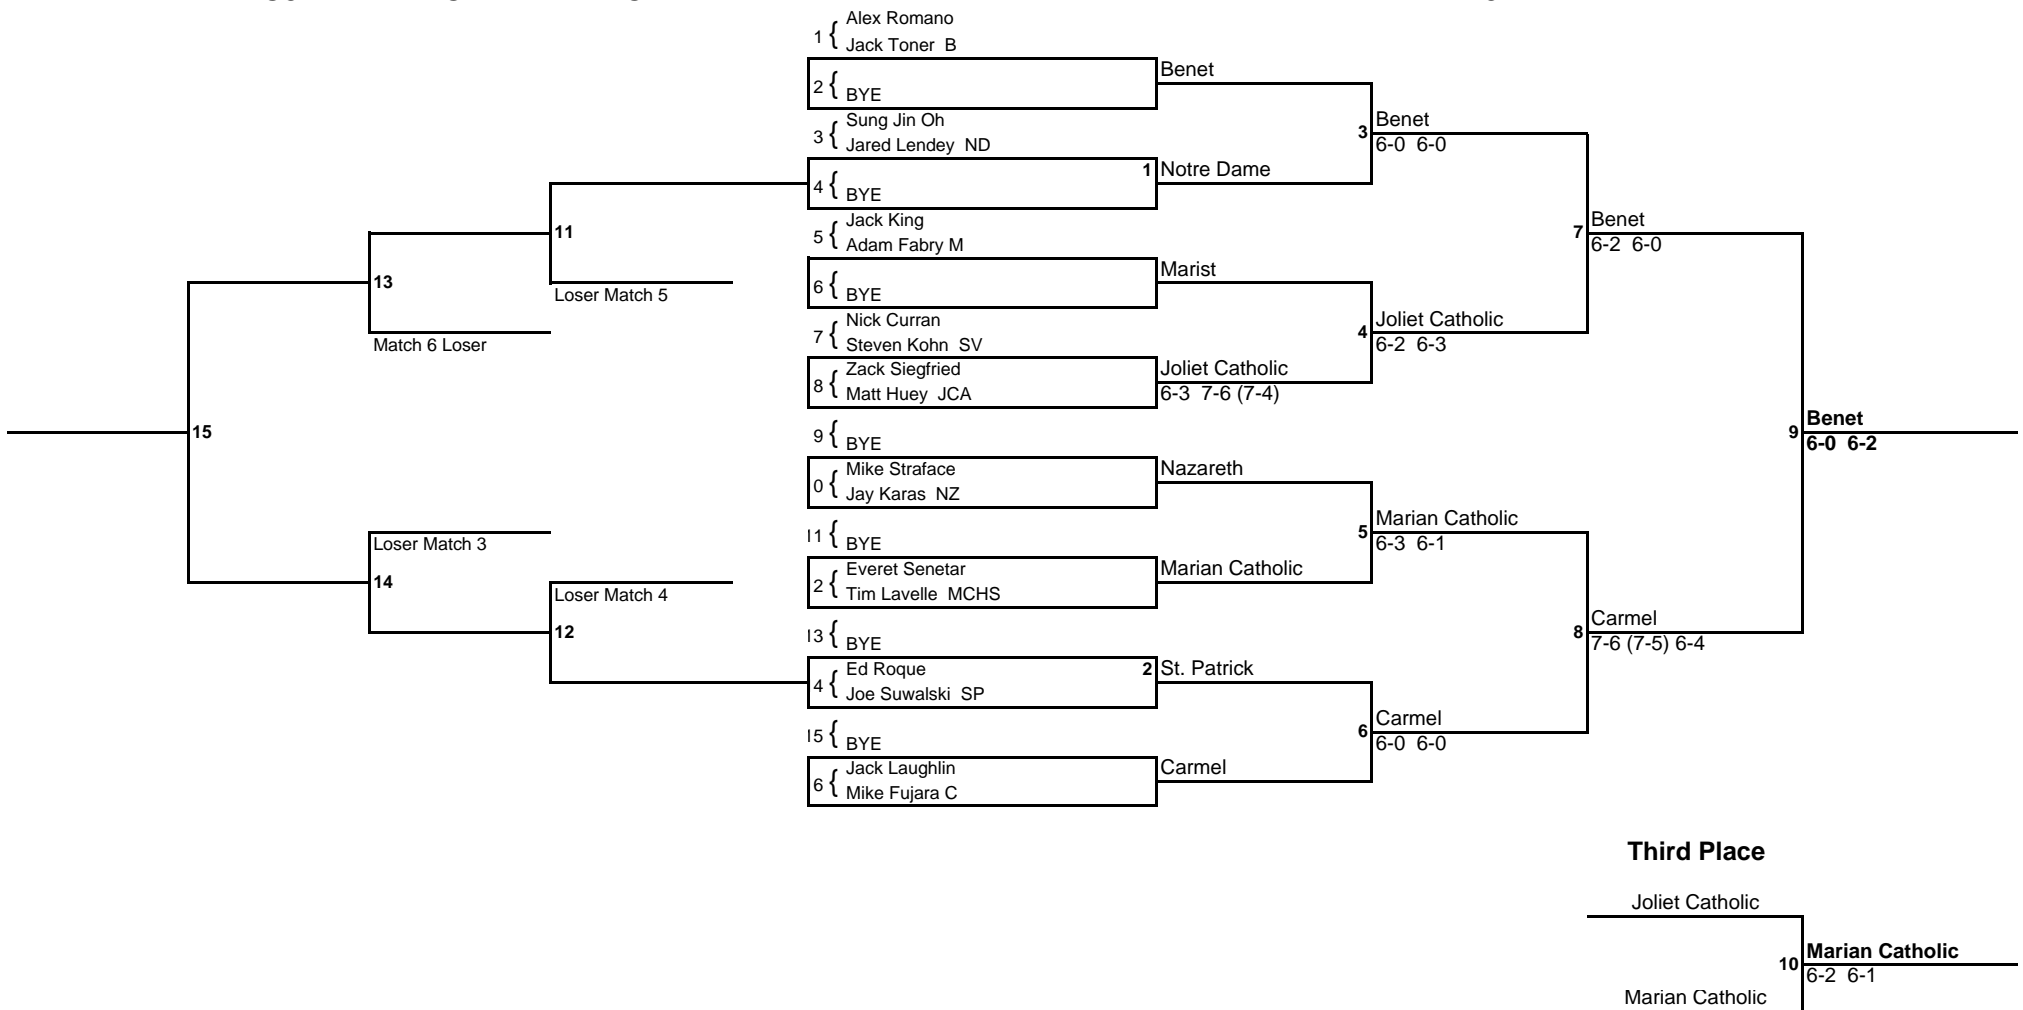 Alex Romano
1 {
Jack Toner B
Benet
2 {
BYE
Sung Jin Oh
3 {
Jared Lendey ND
3 Benet
6-0 6-0
1 Notre Dame
4 {
BYE
Jack King
5 {
Adam Fabry M
11
7 Benet
6-2 6-0
Marist
6 {
BYE
13
Loser Match 5
Nick Curran
7 {
Steven Kohn SV
4 Joliet Catholic
6-2 6-3
Match 6 Loser
Zack Siegfried
8 {
Matt Huey JCA
Joliet Catholic
6-3 7-6 (7-4)
15
9 {
BYE
9 Benet
6-0 6-2
Mike Straface
0 {
Jay Karas NZ
Nazareth
11 {
BYE
5 Marian Catholic
6-3 6-1
Loser Match 3
14
Everet Senetar
2 {
Tim Lavelle MCHS
Marian Catholic
Loser Match 4
12
13 {
BYE
8 Carmel
7-6 (7-5) 6-4
Ed Roque
4 {
Joe Suwalski SP
2 St. Patrick
15 {
BYE
6 Carmel
6-0 6-0
Jack Laughlin
6 {
Mike Fujara C
Carmel
Third Place
Joliet Catholic
10 Marian Catholic
6-2 6-1
Marian Catholic